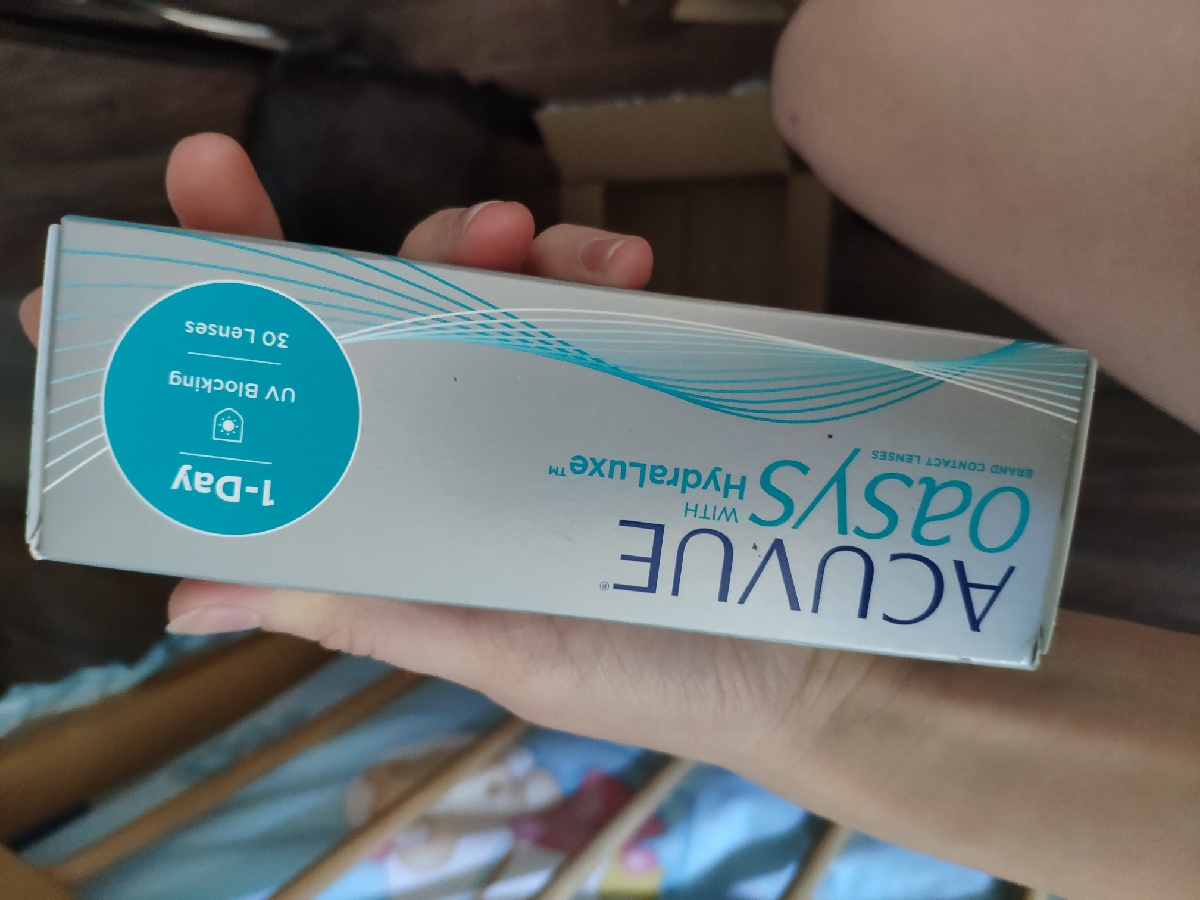 ACUVUE®
OASYS WITH HydraLuxe™
BRAND CONTACT LENSES
1-Day
UV Blocking
30 Lenses